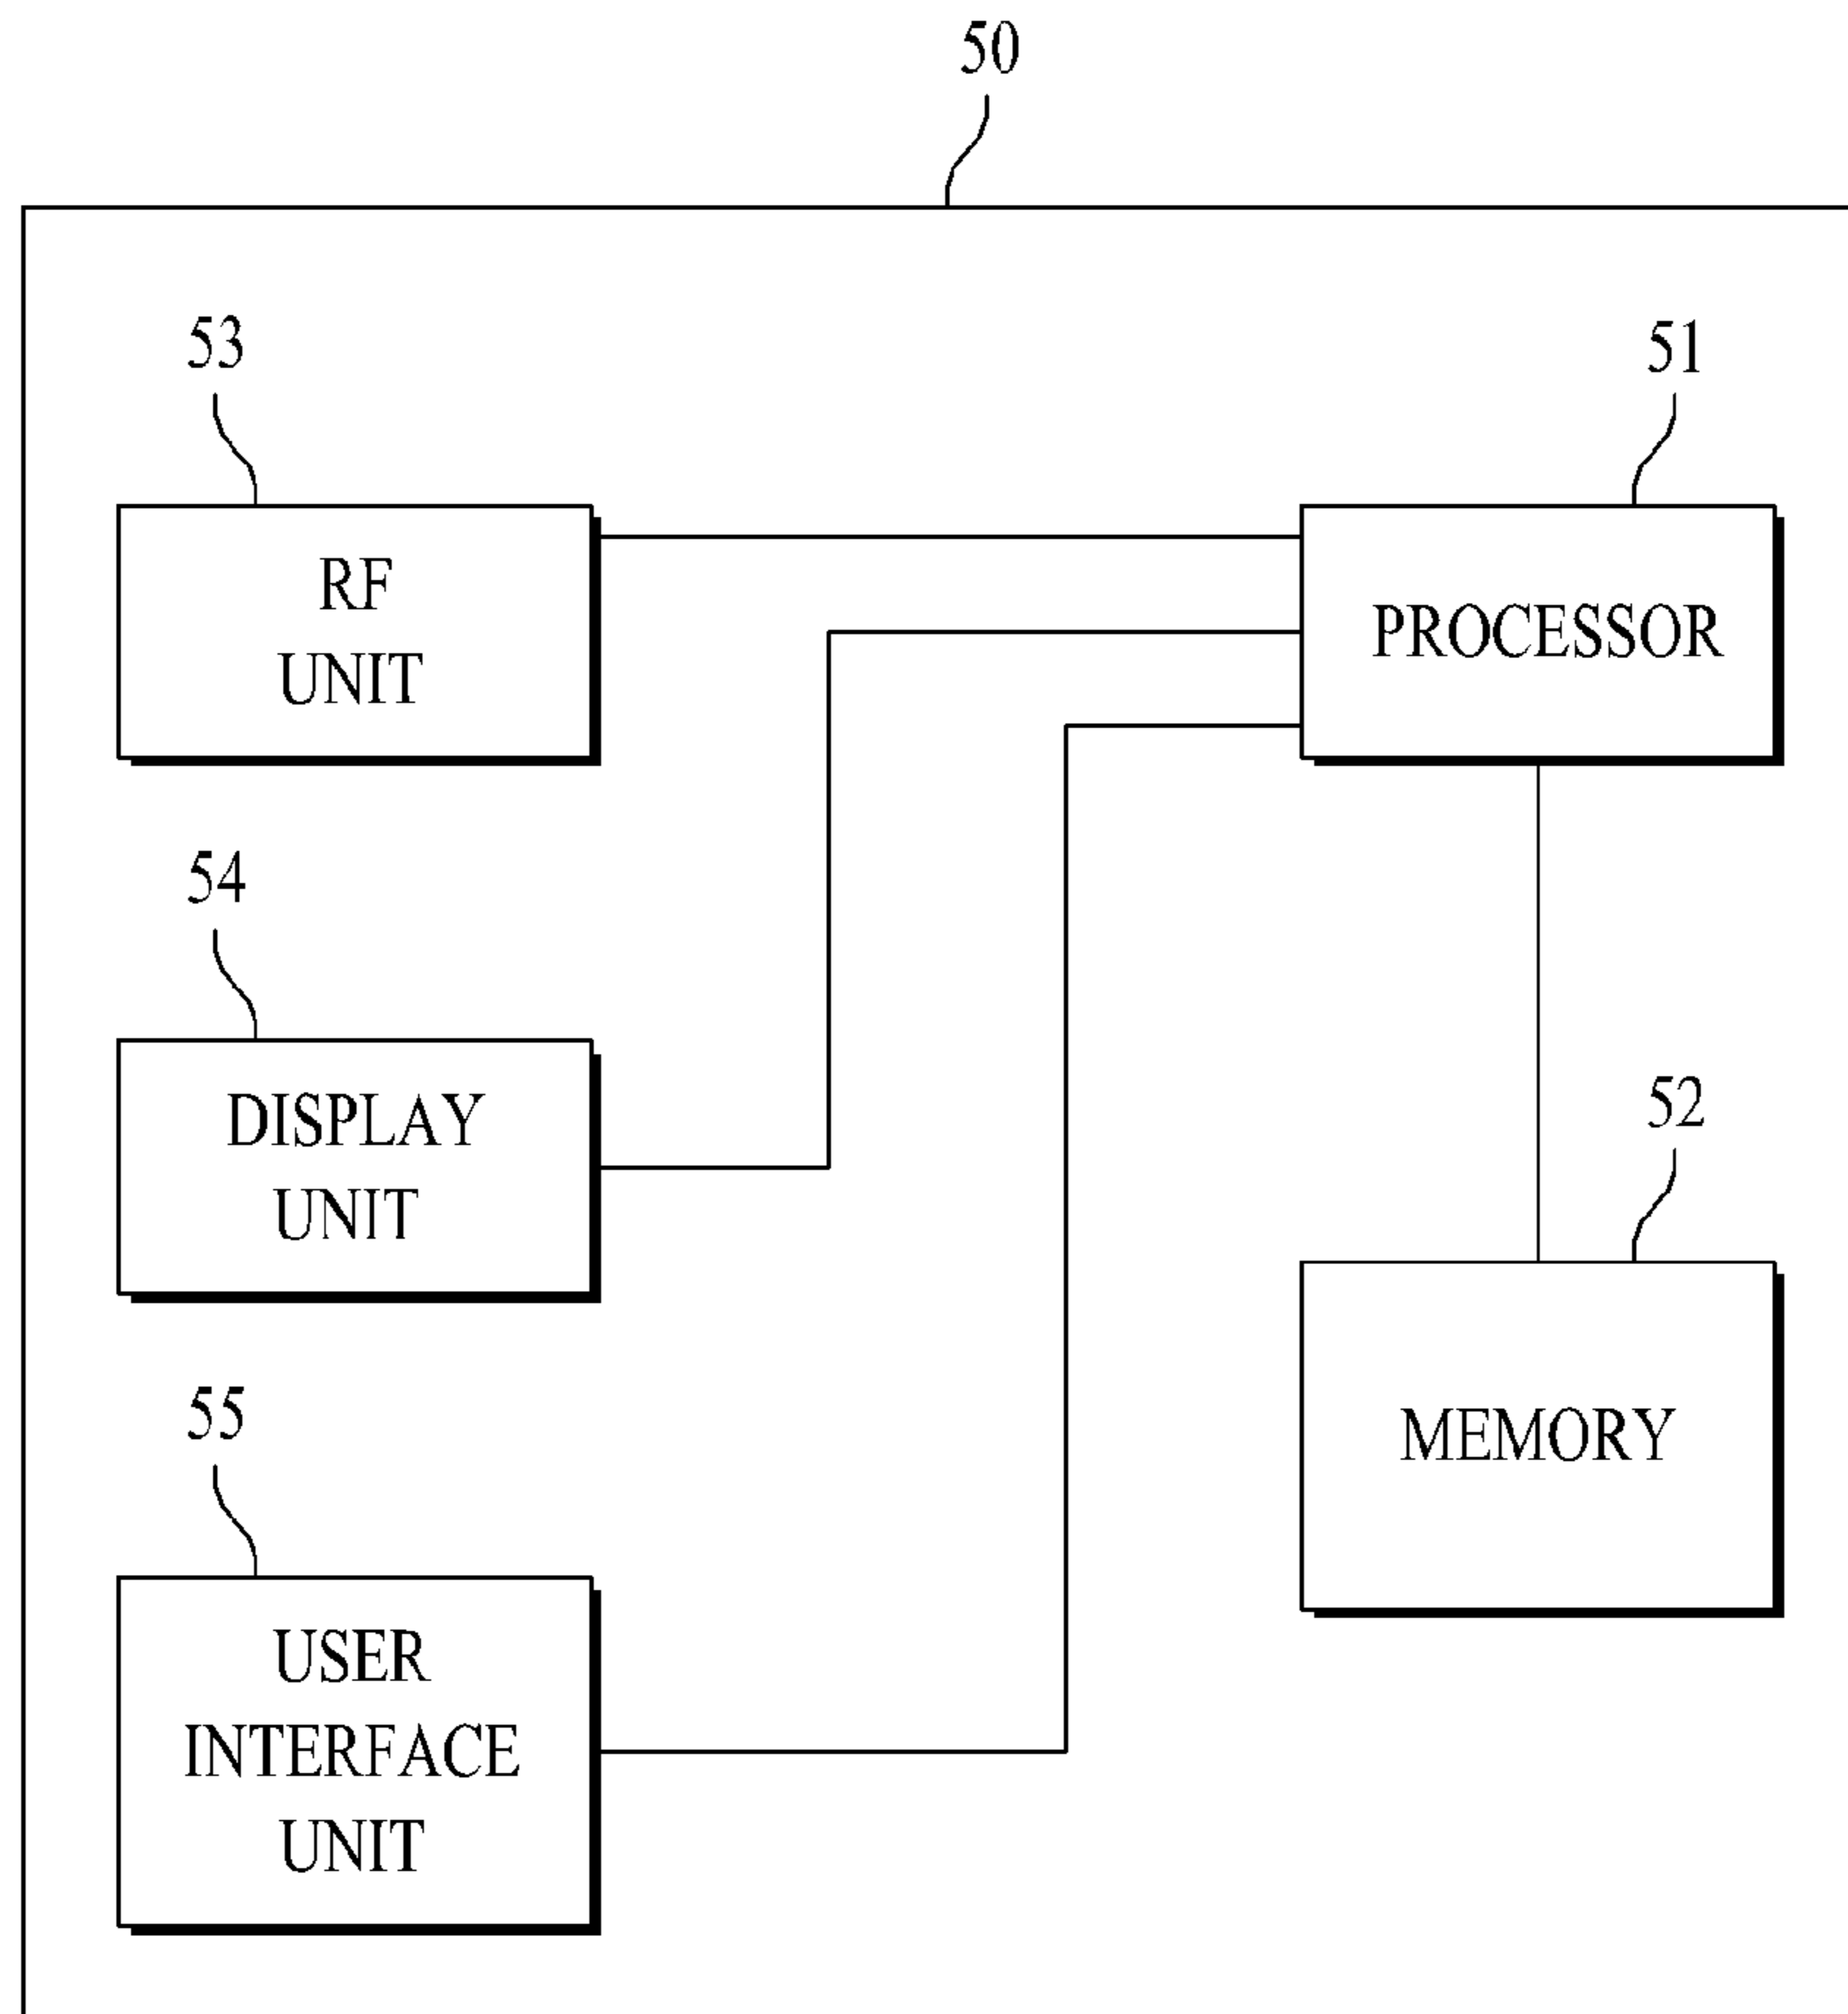 50
53
51
RF
UNIT
PROCESSOR
54
DISPLAY
UNIT
52
MEMORY
55
USER
INTERFACE
UNIT